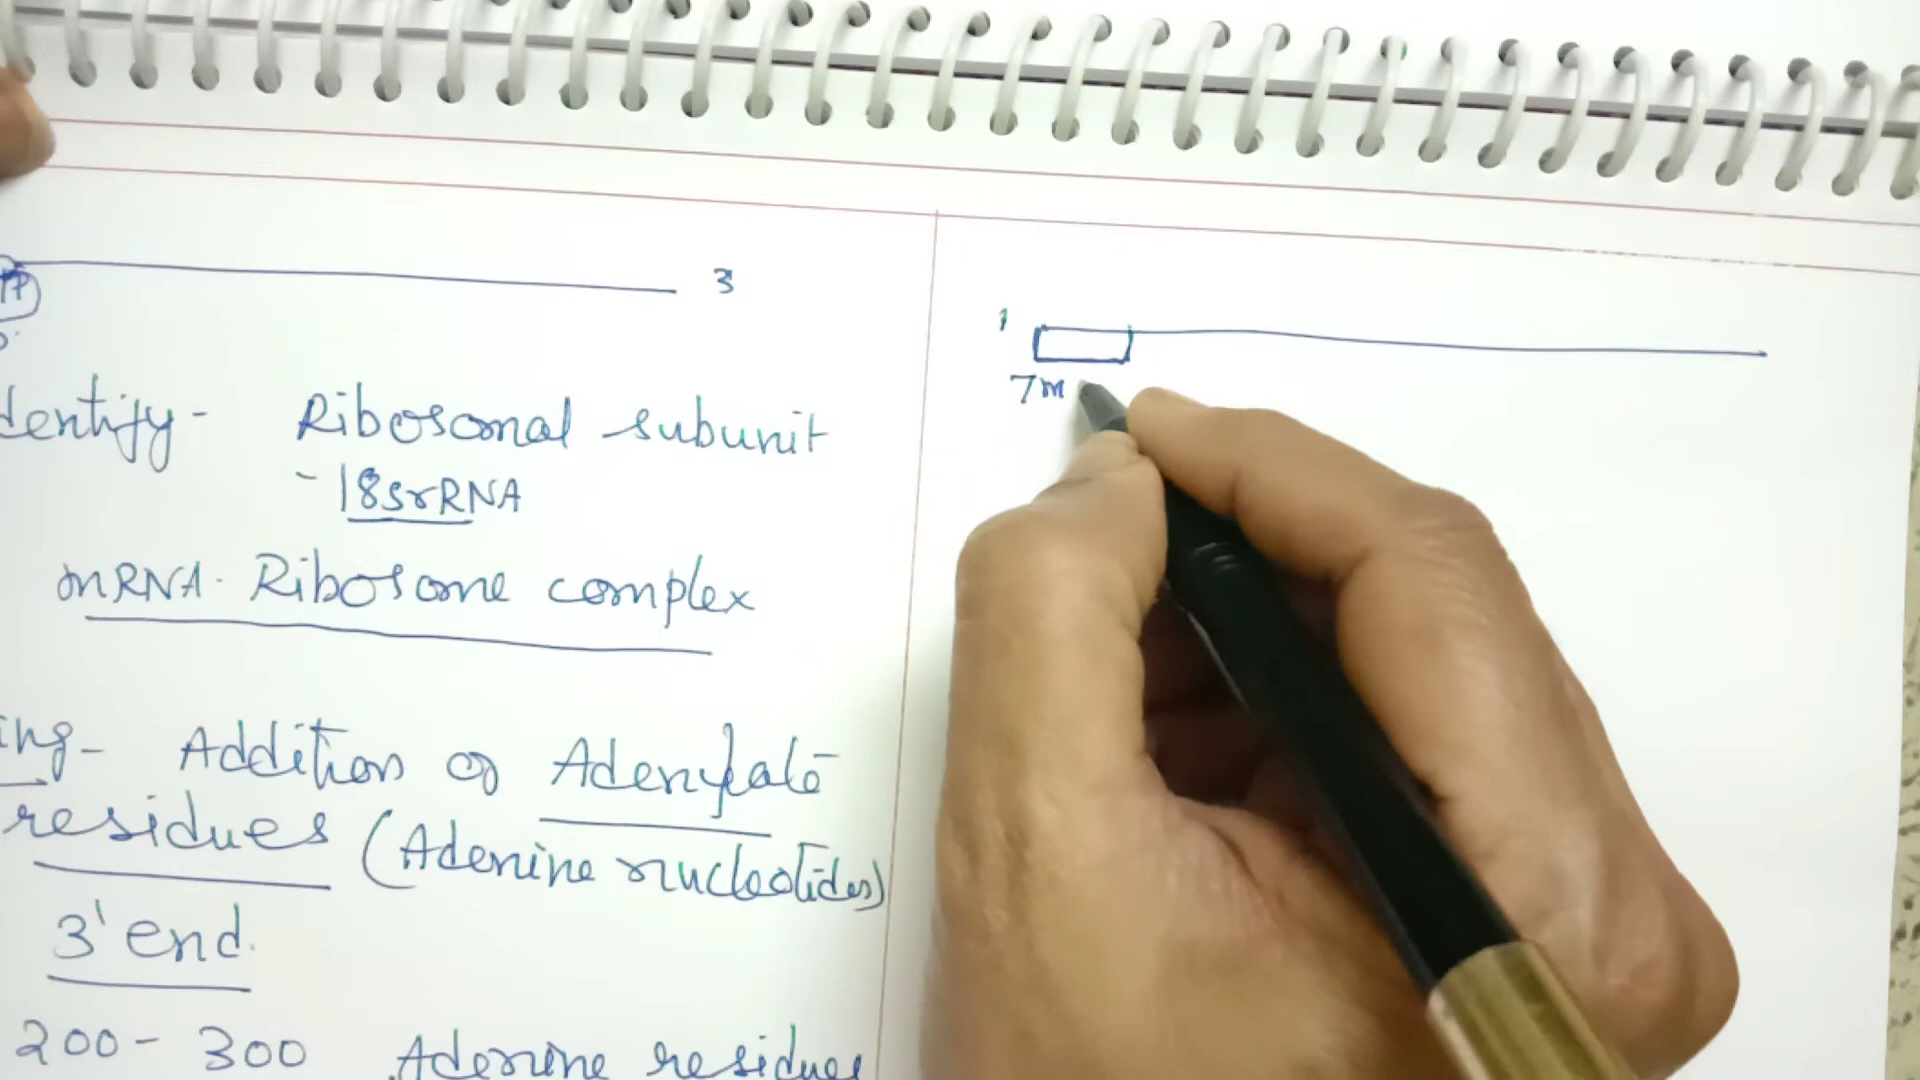 3
PP
dentify- Ribosomal subunit
- 18srRNA
mRNA. Ribosome complex
ing- Addition of Adenylate
residues (Adenine nucleotides)
3' end.
200- 300 Adenine residues
7m